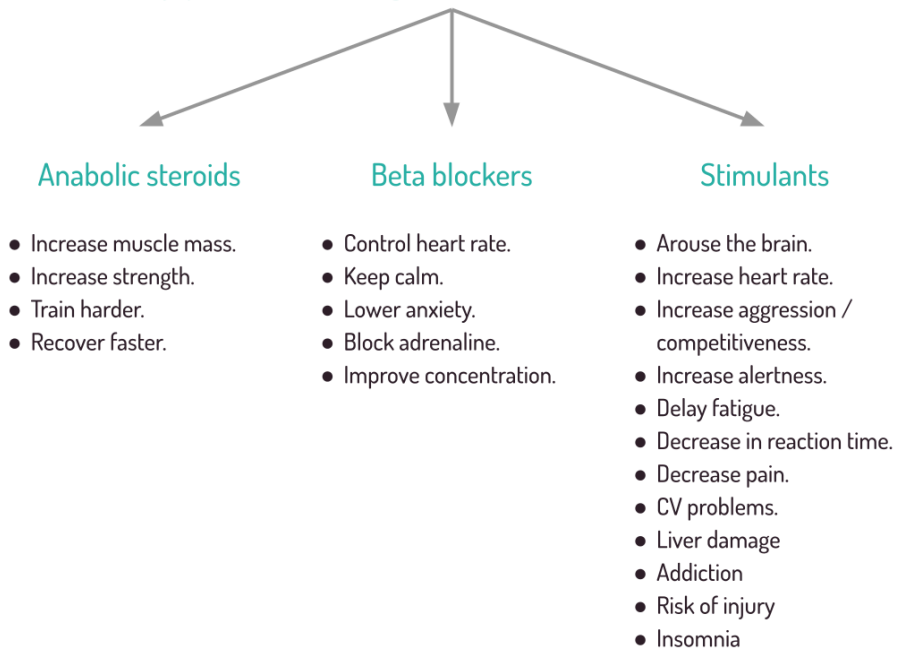 Anabolic steroids
● Increase muscle mass.
● Increase strength.
● Train harder.
● Recover faster.
Beta blockers
● Control heart rate.
● Keep calm.
● Lower anxiety.
● Block adrenaline.
● Improve concentration.
Stimulants
● Arouse the brain.
● Increase heart rate.
● Increase aggression /
competitiveness.
● Increase alertness.
● Delay fatigue.
● Decrease in reaction time.
● Decrease pain.
● CV problems.
● Liver damage
● Addiction
● Risk of injury
● Insomnia